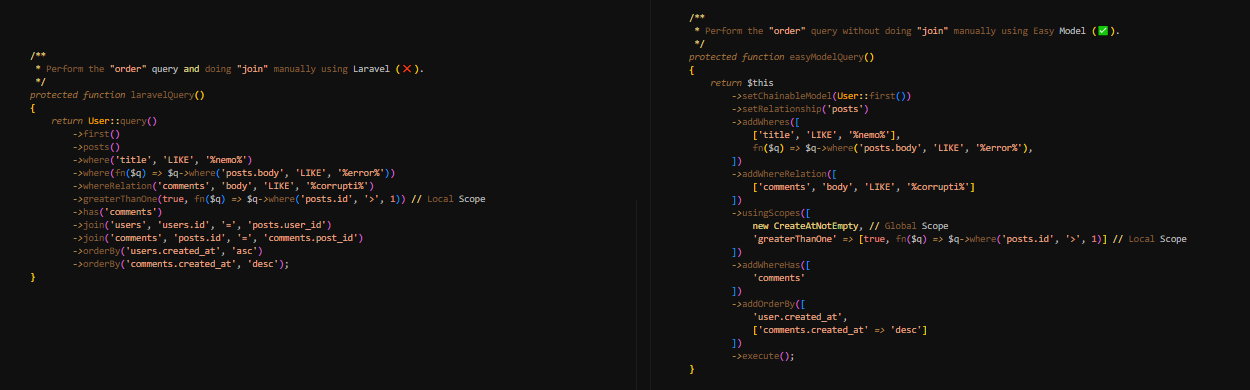 /**
 * Perform the "order" query and doing "join" manually using Laravel (❌).
 */
protected function laravelQuery()
{
    return User::query()
        ->first()
        ->posts()
        ->where('title', 'LIKE', '%nemo%')
        ->where(fn($q) => $q->where('posts.body', 'LIKE', '%error%'))
        ->whereRelation('comments', 'body', 'LIKE', '%corrupti%')
        ->greaterThanOne(true, fn($q) => $q->where('posts.id', '>', 1)) // Local Scope
        ->has('comments')
        ->join('users', 'users.id', '=', 'posts.user_id')
        ->join('comments', 'posts.id', '=', 'comments.post_id')
        ->orderBy('users.created_at', 'asc')
        ->orderBy('comments.created_at', 'desc');
}
/**
 * Perform the "order" query without doing "join" manually using Easy Model (✅).
 */
protected function easyModelQuery()
{
    return $this
        ->setChainableModel(User::first())
        ->setRelationship('posts')
        ->addWheres([
            ['title', 'LIKE', '%nemo%'],
            fn($q) => $q->where('posts.body', 'LIKE', '%error%'),
        ])
        ->addWhereRelation([
            ['comments', 'body', 'LIKE', '%corrupti%']
        ])
        ->usingScopes([
            new CreateAtNotEmpty, // Global Scope
            'greaterThanOne' => [true, fn($q) => $q->where('posts.id', '>', 1)] // Local Scope
        ])
        ->addWhereHas([
            'comments'
        ])
        ->addOrderBy([
            'user.created_at',
            ['comments.created_at' => 'desc']
        ])
        ->execute();
}